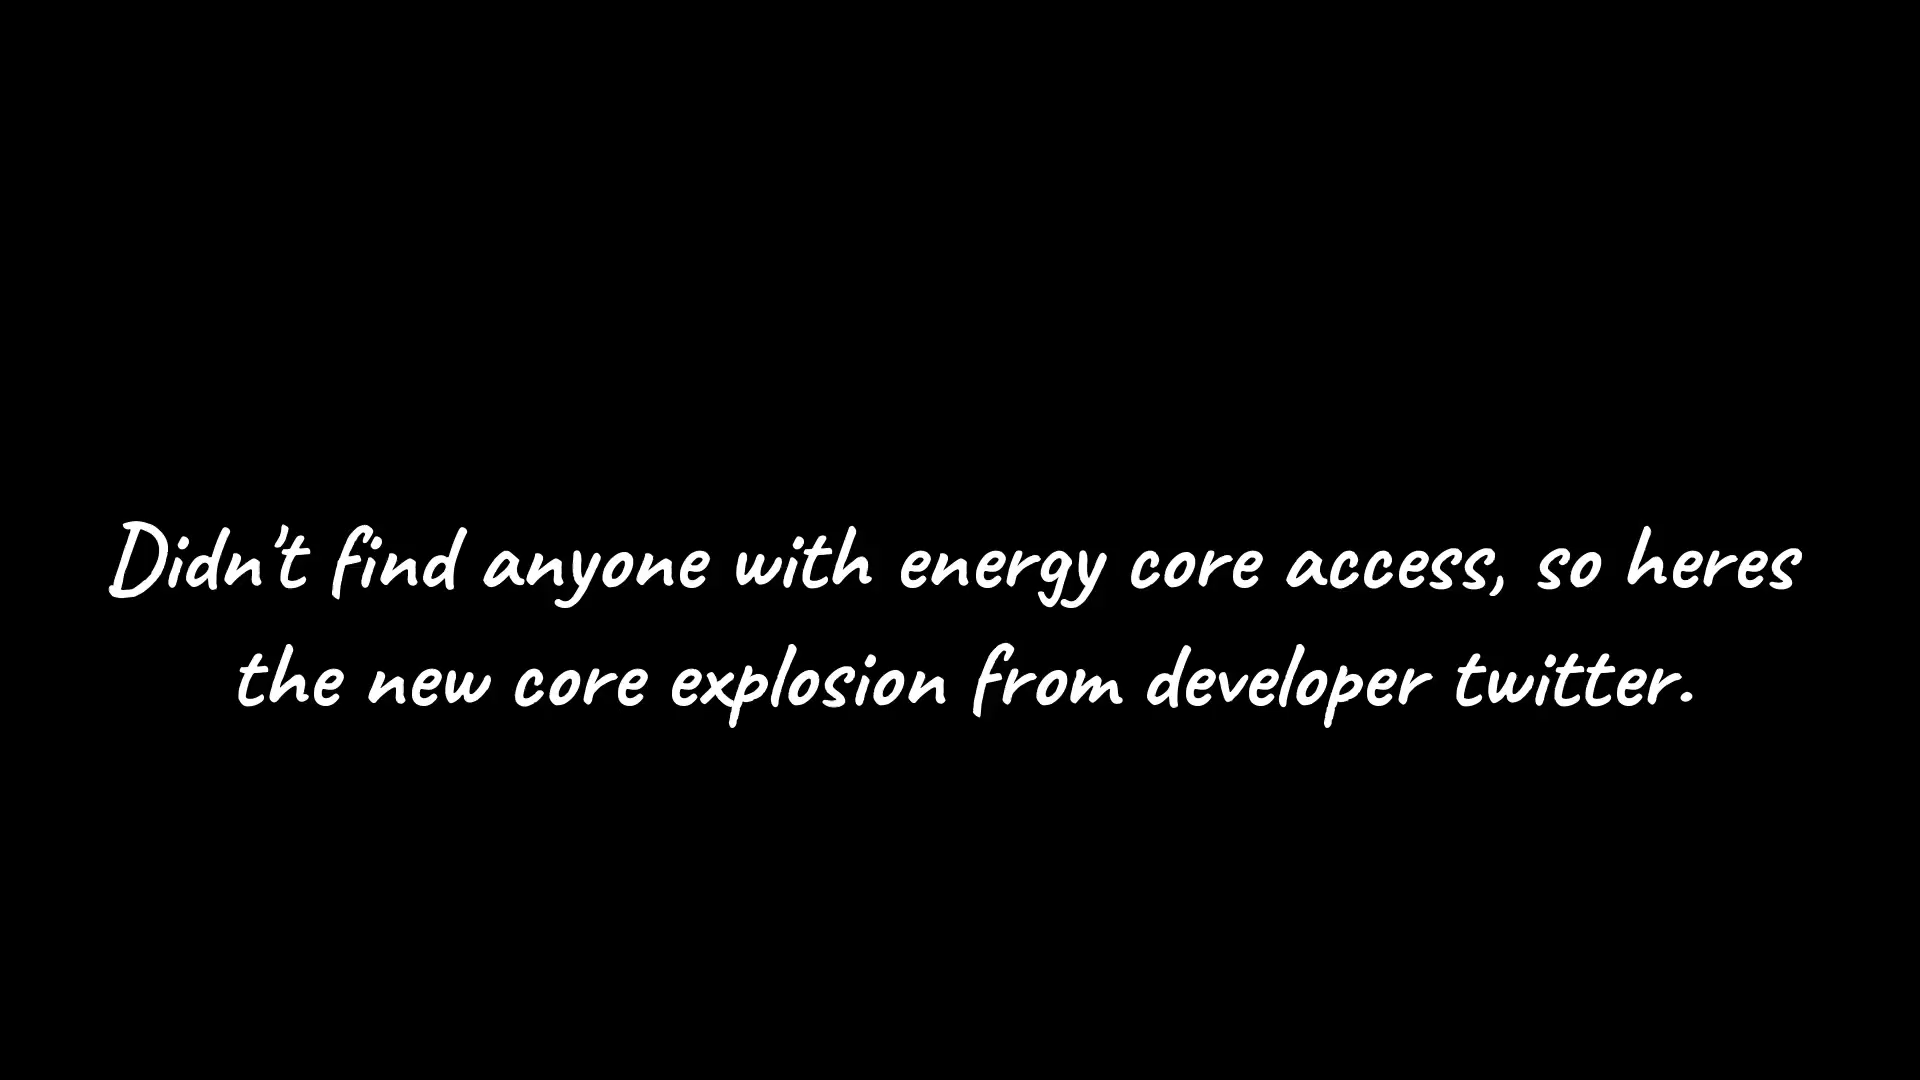 Didn't find anyone with energy core access, so heres
the new core explosion from developer twitter.